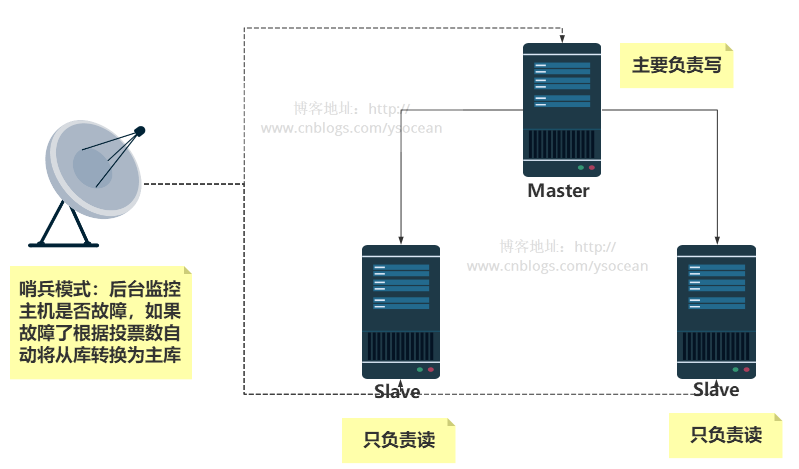 主要负责写
博客地址：http://
www.cnblogs.com/ysocean
Master
博客地址：http://
www.cnblogs.com/ysocean
哨兵模式：后台监控
主机是否故障，如果
故障了根据投票数自
动将从库转换为主库
Slave
Slave
只负责读
只负责读